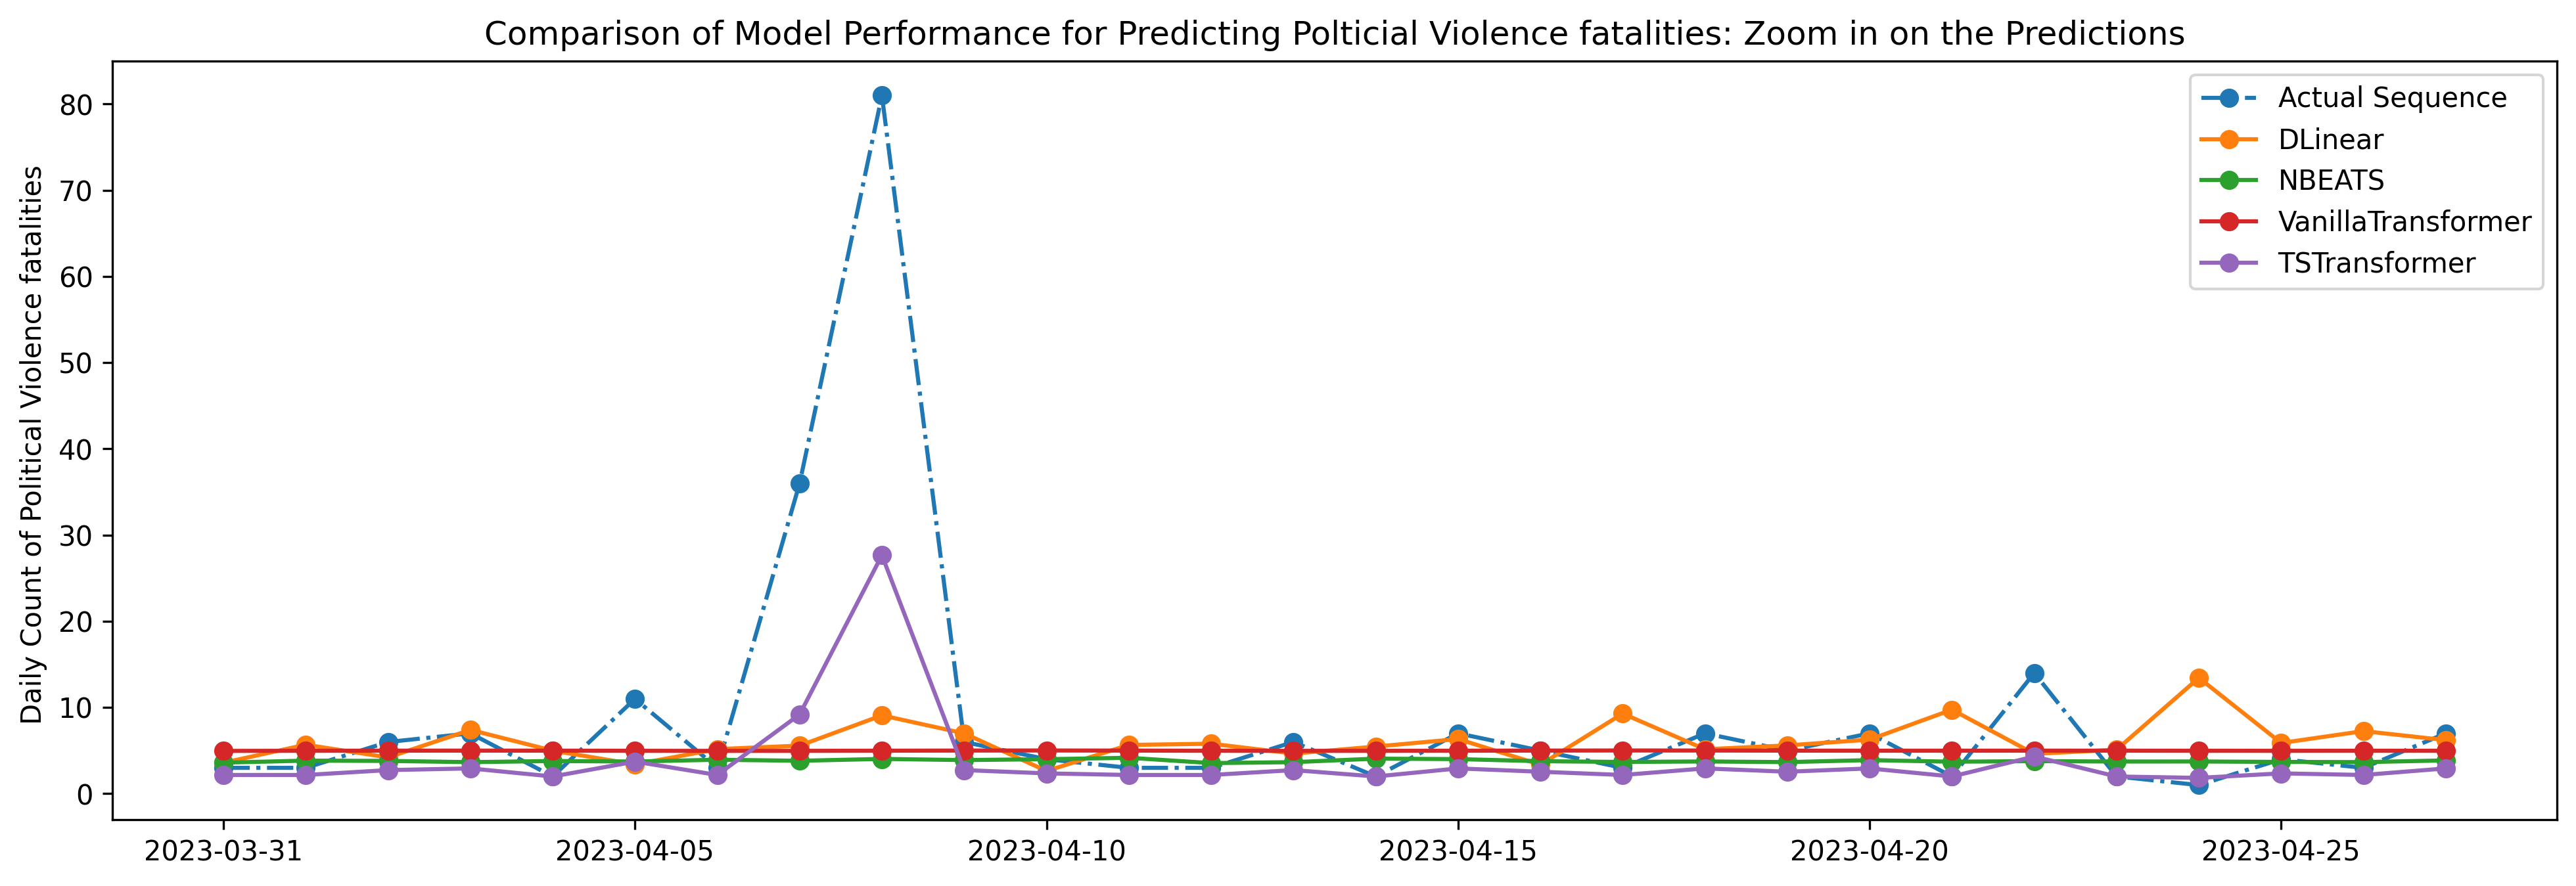 Comparison of Model Performance for Predicting Polticial Violence fatalities: Zoom in on the Predictions
Daily Count of Political Violence fatalities
80
70
60
50
40
30
20
10
0
Actual Sequence
DLinear
NBEATS
VanillaTransformer
TSTransformer
2023-03-31
2023-04-05
2023-04-10
2023-04-15
2023-04-20
2023-04-25